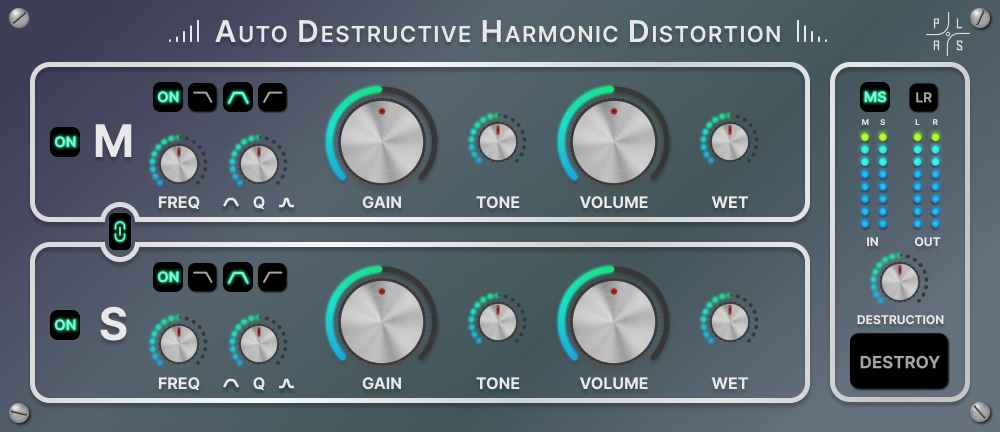 AUTO DESTRUCTIVE HARMONIC DISTORTION
P L
A S
ON
ON M
FREQ Q GAIN TONE VOLUME WET
ON
ON S
FREQ Q GAIN TONE VOLUME WET
MS LR
M S L R
IN OUT
DESTRUCTION
DESTROY